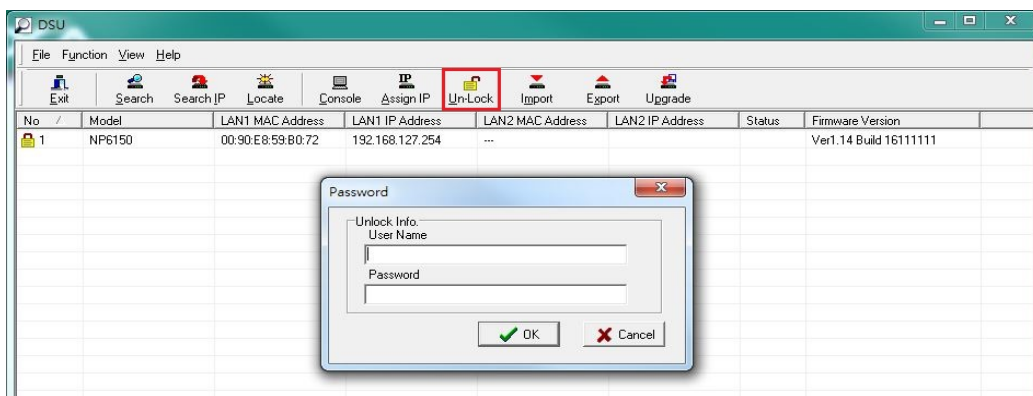 DSU
File Function View Help
Exit Search Search IP Locate Console IP Assign IP Un-Lock Import Export Upgrade
No / Model LAN1 MAC Address LAN1 IP Address LAN2 MAC Address LAN2 IP Address Status Firmware Version
1 NP6150 00:90:E8:59:B0:72 192.168.127.254 --- Ver1.14 Build 16111111
Password
Unlock Info.
User Name
Password
OK Cancel